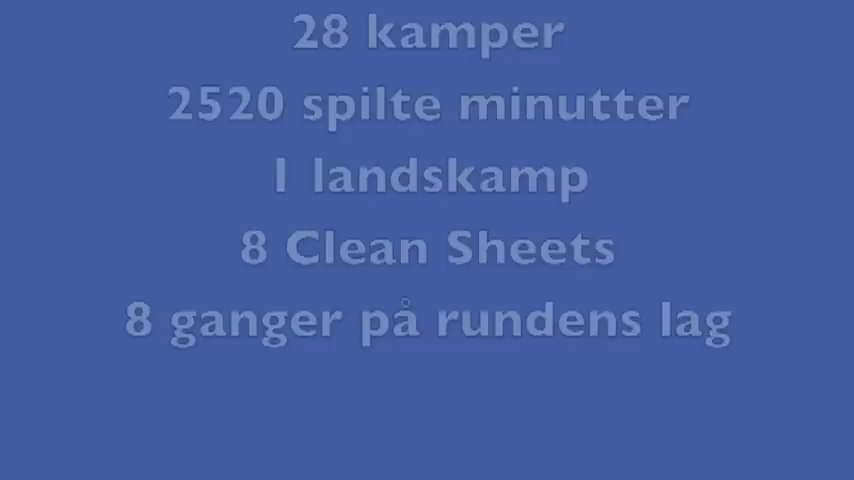 28 kamper
2520 spilte minutter
1 landskamp
8 Clean Sheets
8 ganger på rundens lag